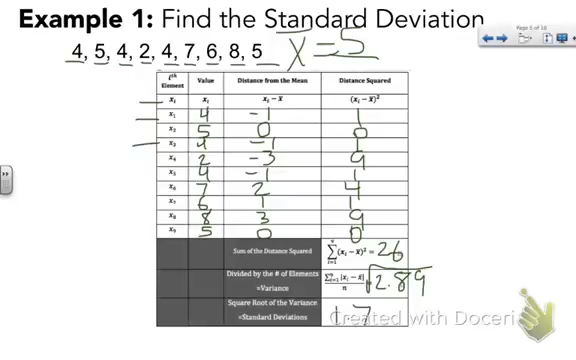 Example 1: Find the Standard Deviation
4, 5, 4, 2, 4, 7, 6, 8, 5 x̄ = 5
Page 5 of 16
iᵗʰ Element Value Distance from the Mean Distance Squared
xᵢ xᵢ xᵢ − x̄ (xᵢ − x̄)²
x₁ 4 -1 1
x₂ 5 0 0
x₃ 4 -1 1
x₄ 2 -3 9
x₅ 4 -1 1
x₆ 7 2 4
x₇ 6 1 1
x₈ 8 3 9
x₉ 5 0 0
Sum of the Distance Squared ∑(xᵢ − x̄)² = 26
Divided by the # of Elements =Variance ∑|xᵢ − x̄| / n √2.89
Square Root of the Variance =Standard Deviations 1.7
Created with Doceri